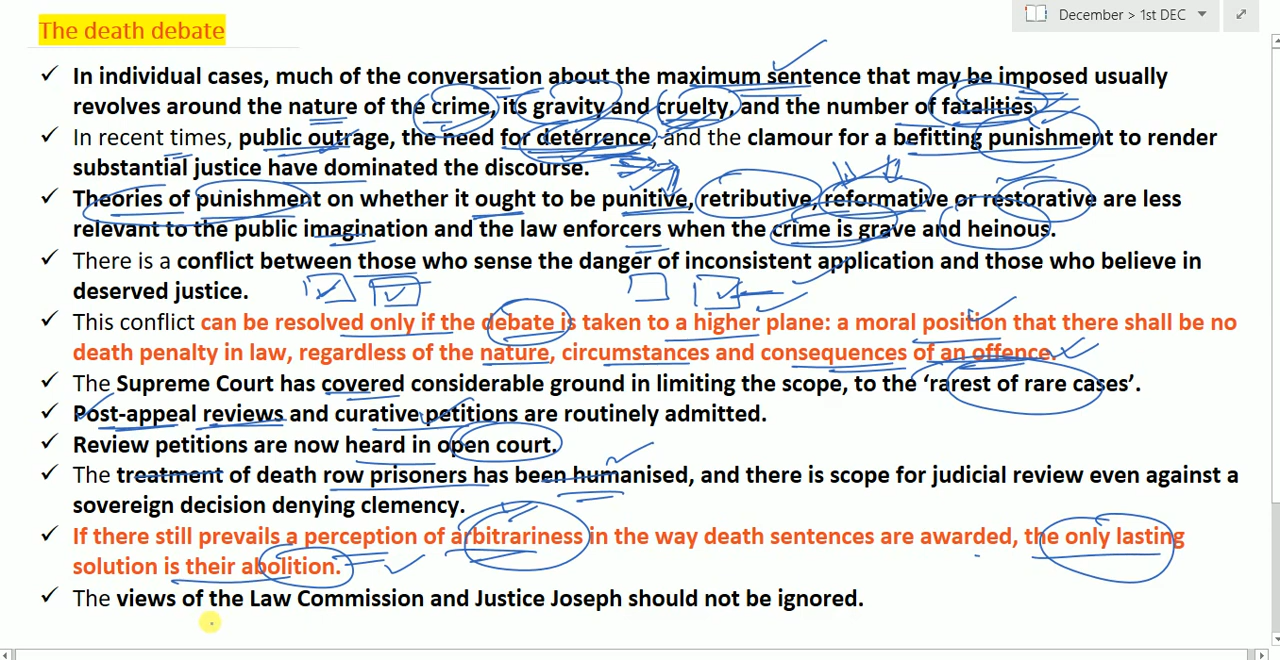 December > 1st DEC
The death debate
✓ In individual cases, much of the conversation about the maximum sentence that may be imposed usually
revolves around the nature of the crime, its gravity and cruelty, and the number of fatalities.
✓ In recent times, public outrage, the need for deterrence, and the clamour for a befitting punishment to render
substantial justice have dominated the discourse.
✓ Theories of punishment on whether it ought to be punitive, retributive, reformative or restorative are less
relevant to the public imagination and the law enforcers when the crime is grave and heinous.
✓ There is a conflict between those who sense the danger of inconsistent application and those who believe in
deserved justice.
✓ This conflict can be resolved only if the debate is taken to a higher plane: a moral position that there shall be no
death penalty in law, regardless of the nature, circumstances and consequences of an offence.
✓ The Supreme Court has covered considerable ground in limiting the scope, to the ‘rarest of rare cases’.
✓ Post-appeal reviews and curative petitions are routinely admitted.
✓ Review petitions are now heard in open court.
✓ The treatment of death row prisoners has been humanised, and there is scope for judicial review even against a
sovereign decision denying clemency.
✓ If there still prevails a perception of arbitrariness in the way death sentences are awarded, the only lasting
solution is their abolition.
✓ The views of the Law Commission and Justice Joseph should not be ignored.